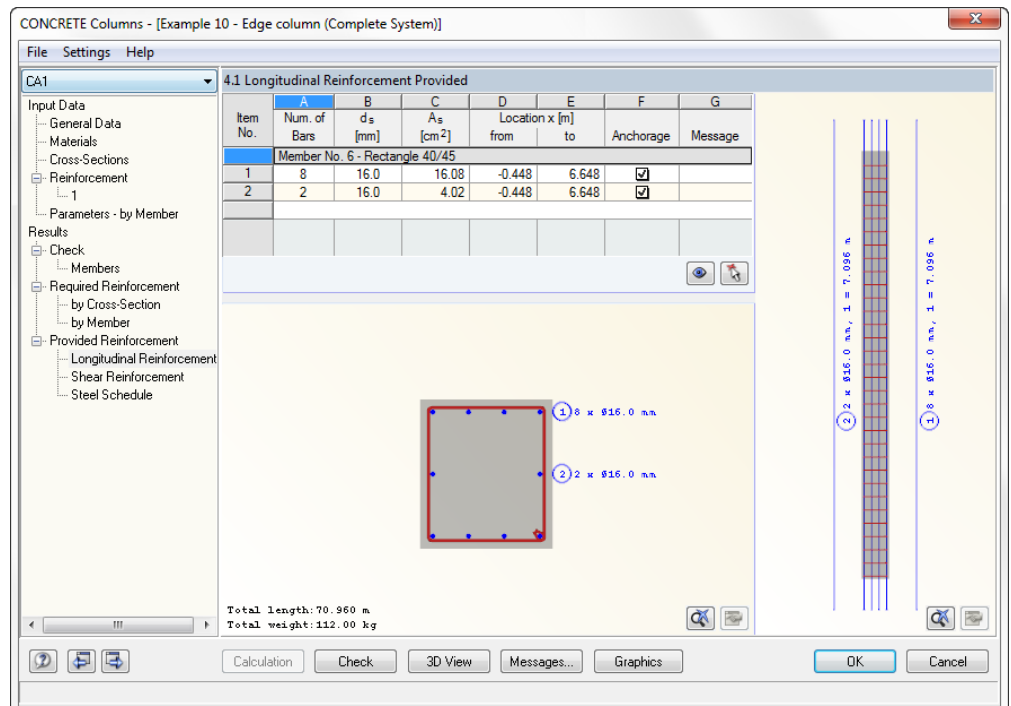 CONCRETE Columns - [Example 10 - Edge column (Complete System)]
File Settings Help
CA1
Input Data
General Data
Materials
Cross-Sections
Reinforcement
1
Parameters - by Member
Results
Check
Members
Required Reinforcement
by Cross-Section
by Member
Provided Reinforcement
Longitudinal Reinforcement
Shear Reinforcement
Steel Schedule
4.1 Longitudinal Reinforcement Provided
A B C D E F G
Item Num. of ds As Location x [m]
No. Bars [mm] [cm2] from to Anchorage Message
Member No. 6 - Rectangle 40/45
1 8 16.0 16.08 -0.448 6.648
2 2 16.0 4.02 -0.448 6.648
1 8 x Ø16.0 mm
2 2 x Ø16.0 mm
Total length:70.960 m
Total weight:112.00 kg
2 2 x Ø16.0 mm, l = 7.096 m
1 8 x Ø16.0 mm, l = 7.096 m
Calculation Check 3D View Messages... Graphics OK Cancel